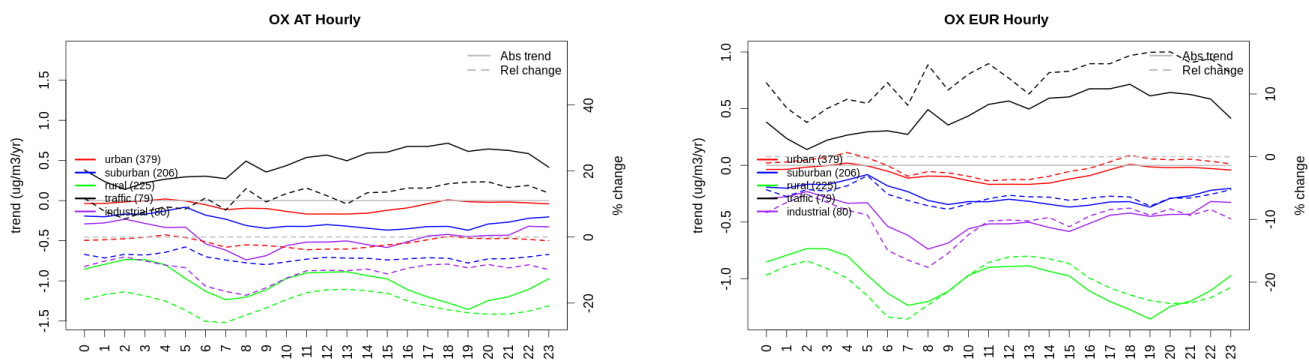 OX AT Hourly
Abs trend
Rel change
urban (379)
suburban (206)
rural (225)
traffic (79)
industrial (80)
trend (ug/m3/yr)
1.5
1.0
0.5
0.0
-0.5
-1.0
-1.5
% change
40
20
0
-20
0 1 2 3 4 5 6 7 8 9 10 11 12 13 14 15 16 17 18 19 20 21 22 23
OX EUR Hourly
Abs trend
Rel change
urban (379)
suburban (206)
rural (225)
traffic (79)
industrial (80)
trend (ug/m3/yr)
1.0
0.5
0.0
-0.5
-1.0
% change
10
0
-10
-20
0 1 2 3 4 5 6 7 8 9 10 11 12 13 14 15 16 17 18 19 20 21 22 23